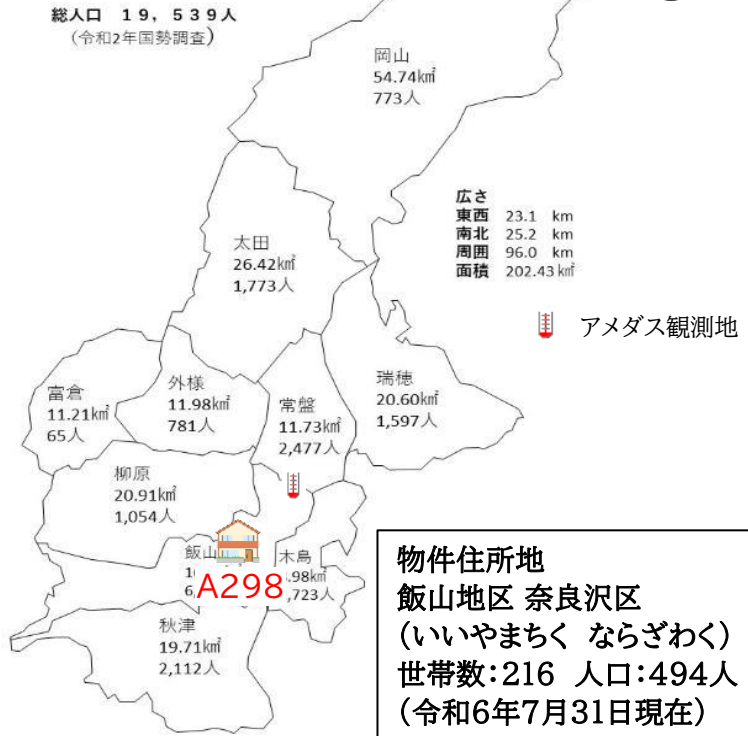 総人口 19,539人
(令和2年国勢調査)
岡山
54.74㎢
773人
広さ
東西 23.1 km
南北 25.2 km
周囲 96.0 km
面積 202.43㎢
アメダス観測地
太田
26.42㎢
1,773人
瑞穂
20.60㎢
1,597人
外様
11.98㎢
781人
常盤
11.73㎢
2,477人
富倉
11.21㎢
65人
柳原
20.91㎢
1,054人
飯山
A298
木島
.98㎢
,723人
秋津
19.71㎢
2,112人
物件住所地
飯山地区 奈良沢区
(いいやまちく ならざわく)
世帯数:216 人口:494人
(令和6年7月31日現在)